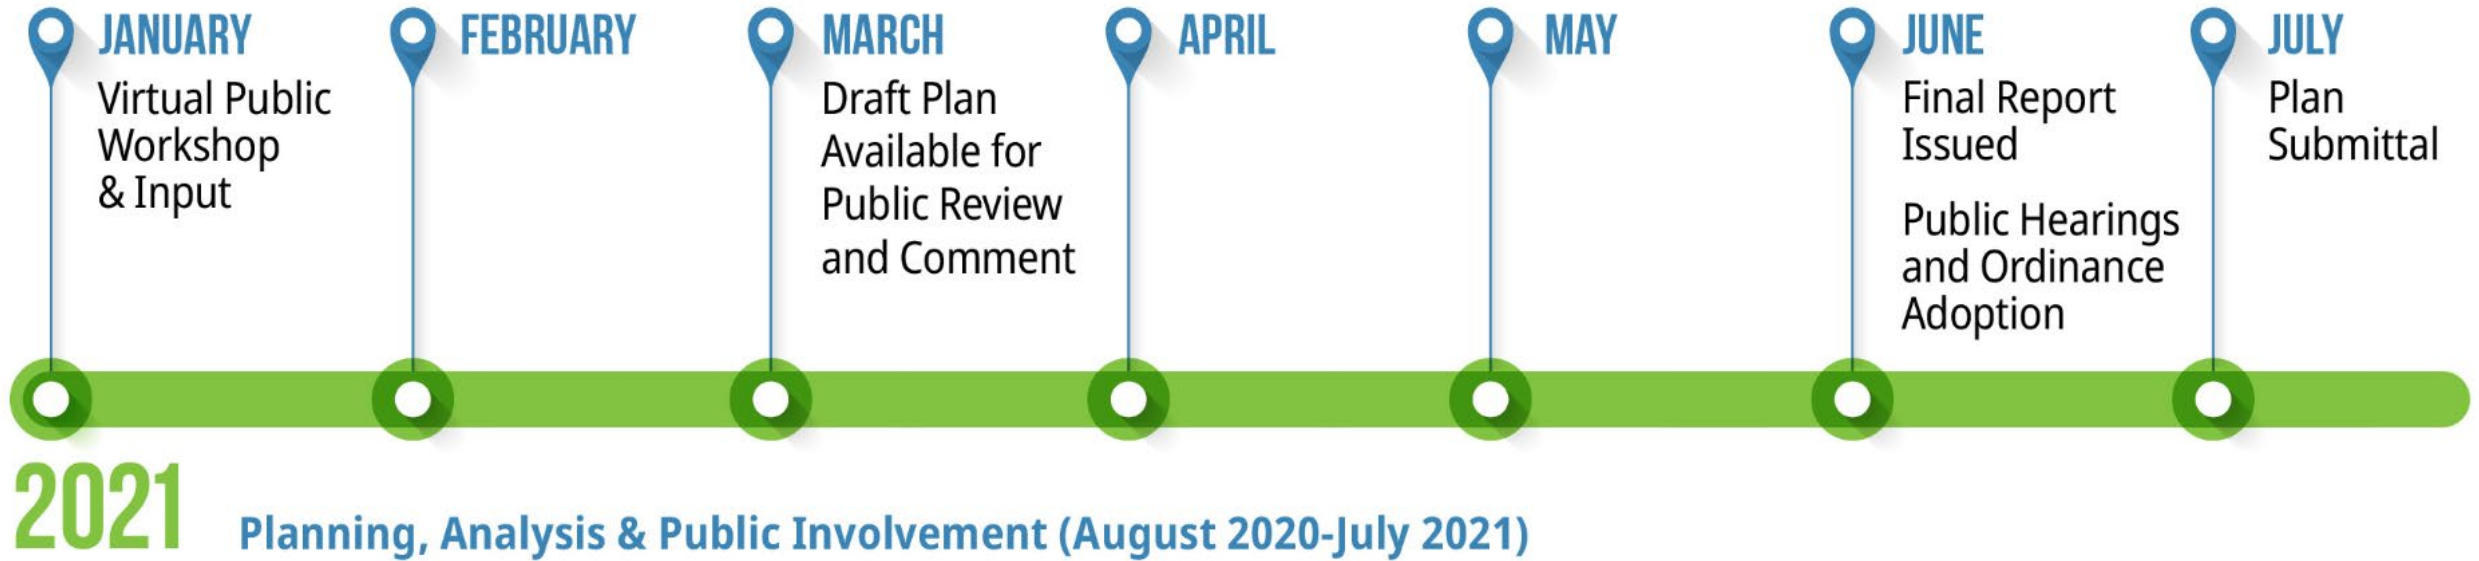 JANUARY
Virtual Public
Workshop
& Input
FEBRUARY
MARCH
Draft Plan
Available for
Public Review
and Comment
APRIL
MAY
JUNE
Final Report
Issued
Public Hearings
and Ordinance
Adoption
JULY
Plan
Submittal
2021
Planning, Analysis & Public Involvement (August 2020-July 2021)